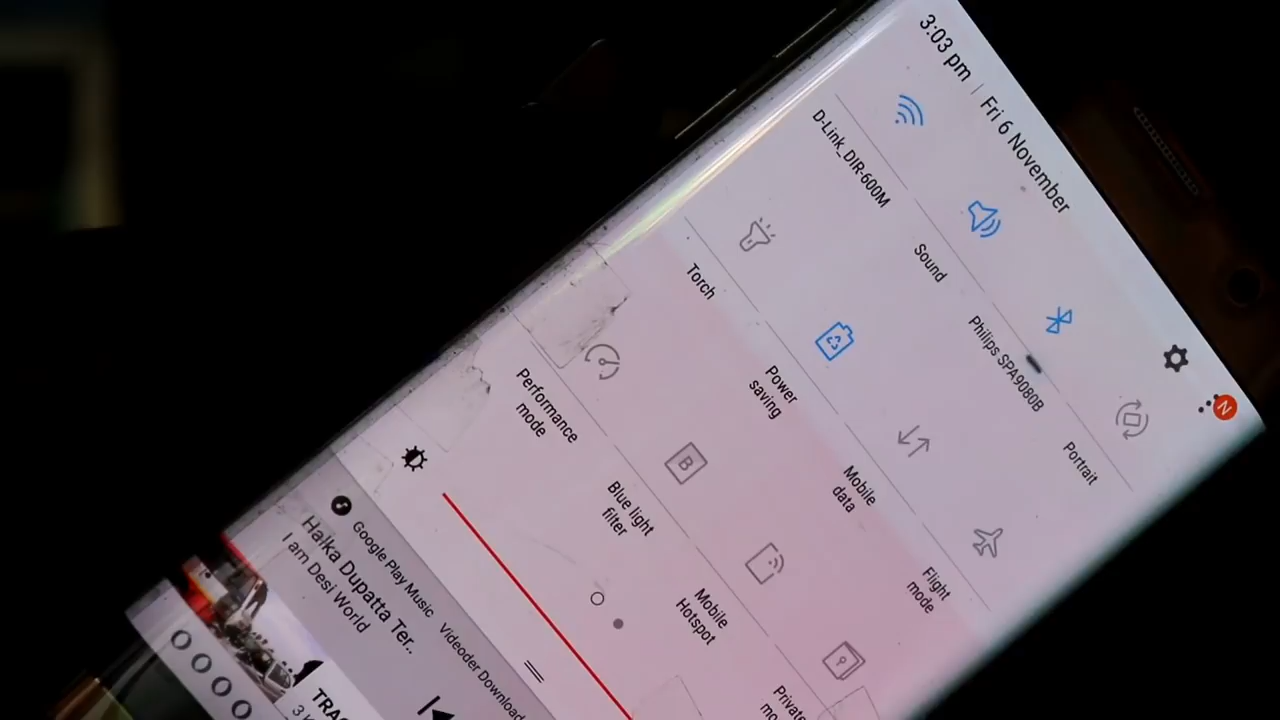 3:03 pm | Fri 6 November
N
D-Link_DIR-600M
Sound
Philips SPA9080B
Portrait
Torch
Power
saving
Mobile
data
Flight
mode
Performance
mode
Blue light
filter
B
Mobile
Hotspot
Google Play Music
Videoder Download
Halka Dupatta Ter..
I am Desi World